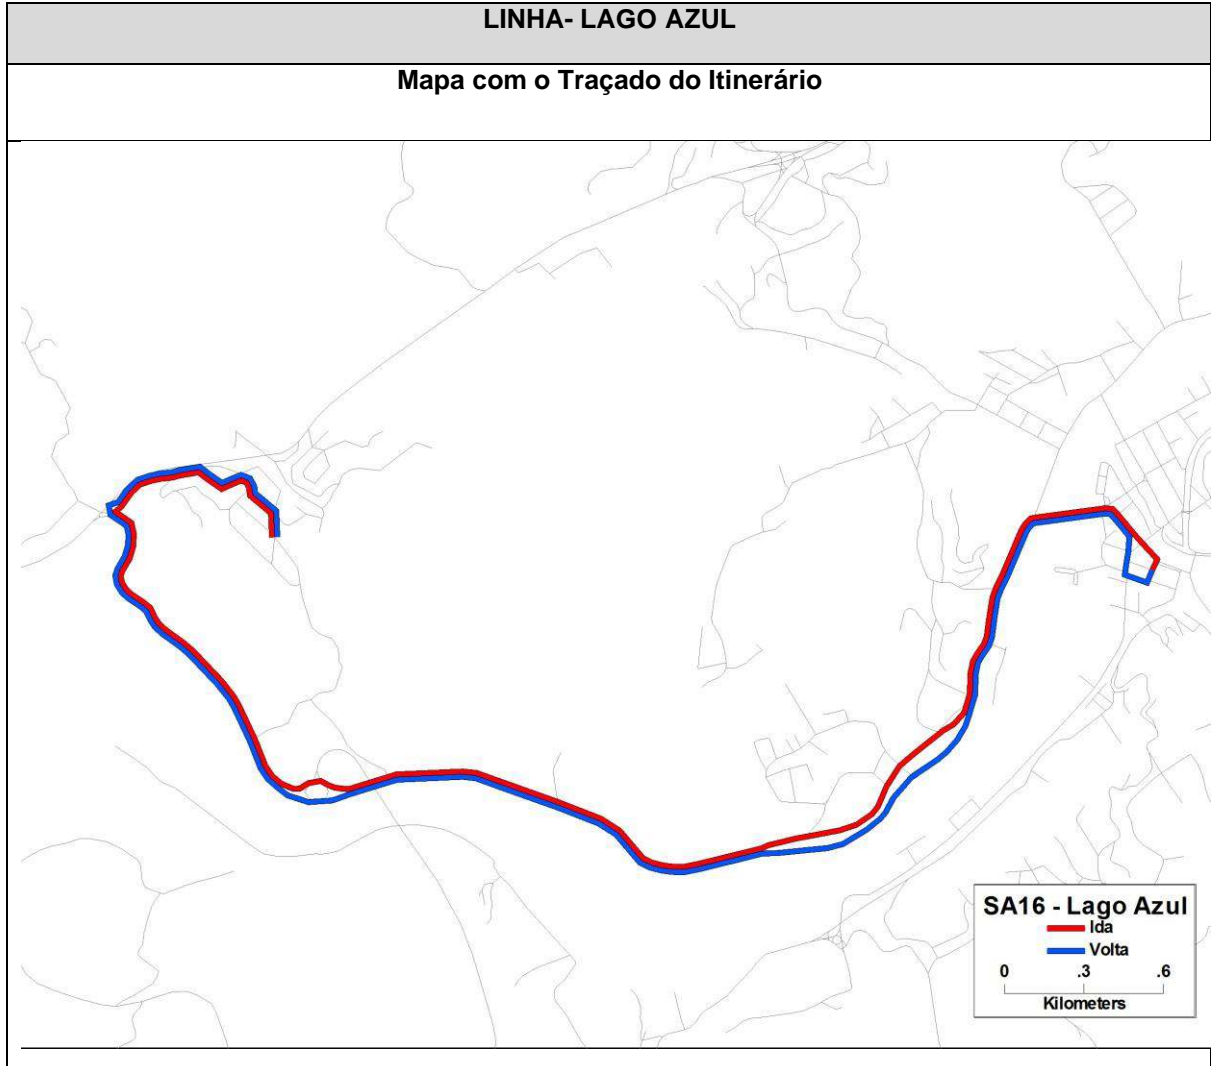 LINHA- LAGO AZUL
Mapa com o Traçado do Itinerário
SA16 - Lago Azul
Ida
Volta
0 .3 .6
Kilometers